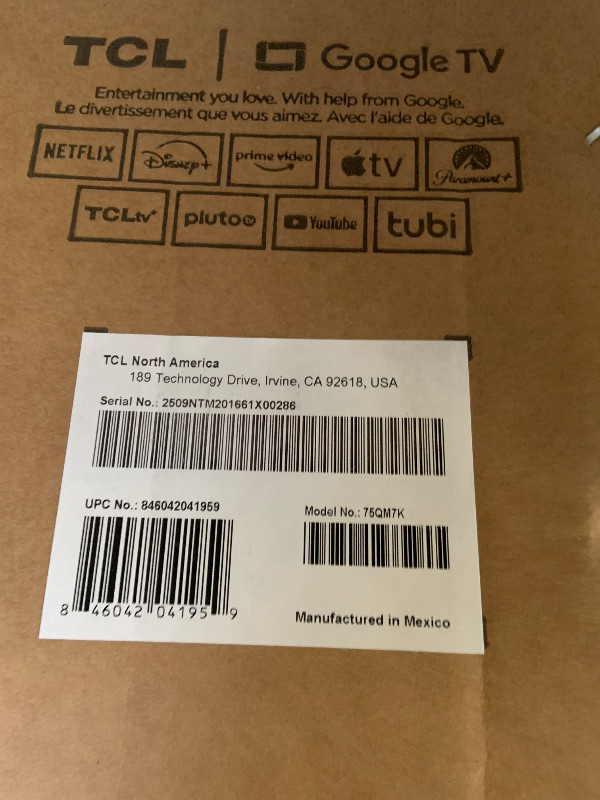 TCL | Google TV
Entertainment you love. With help from Google.
Le divertissement que vous aimez. Avec l'aide de Google.
NETFLIX Disney+ prime video tv Paramount+
TCLtv+ pluto tv YouTube tubi
TCL North America
189 Technology Drive, Irvine, CA 92618, USA
Serial No.: 2509NTM201661X00286
UPC No.: 846042041959
Model No.: 75QM7K
8 46042 04195 9
Manufactured in Mexico